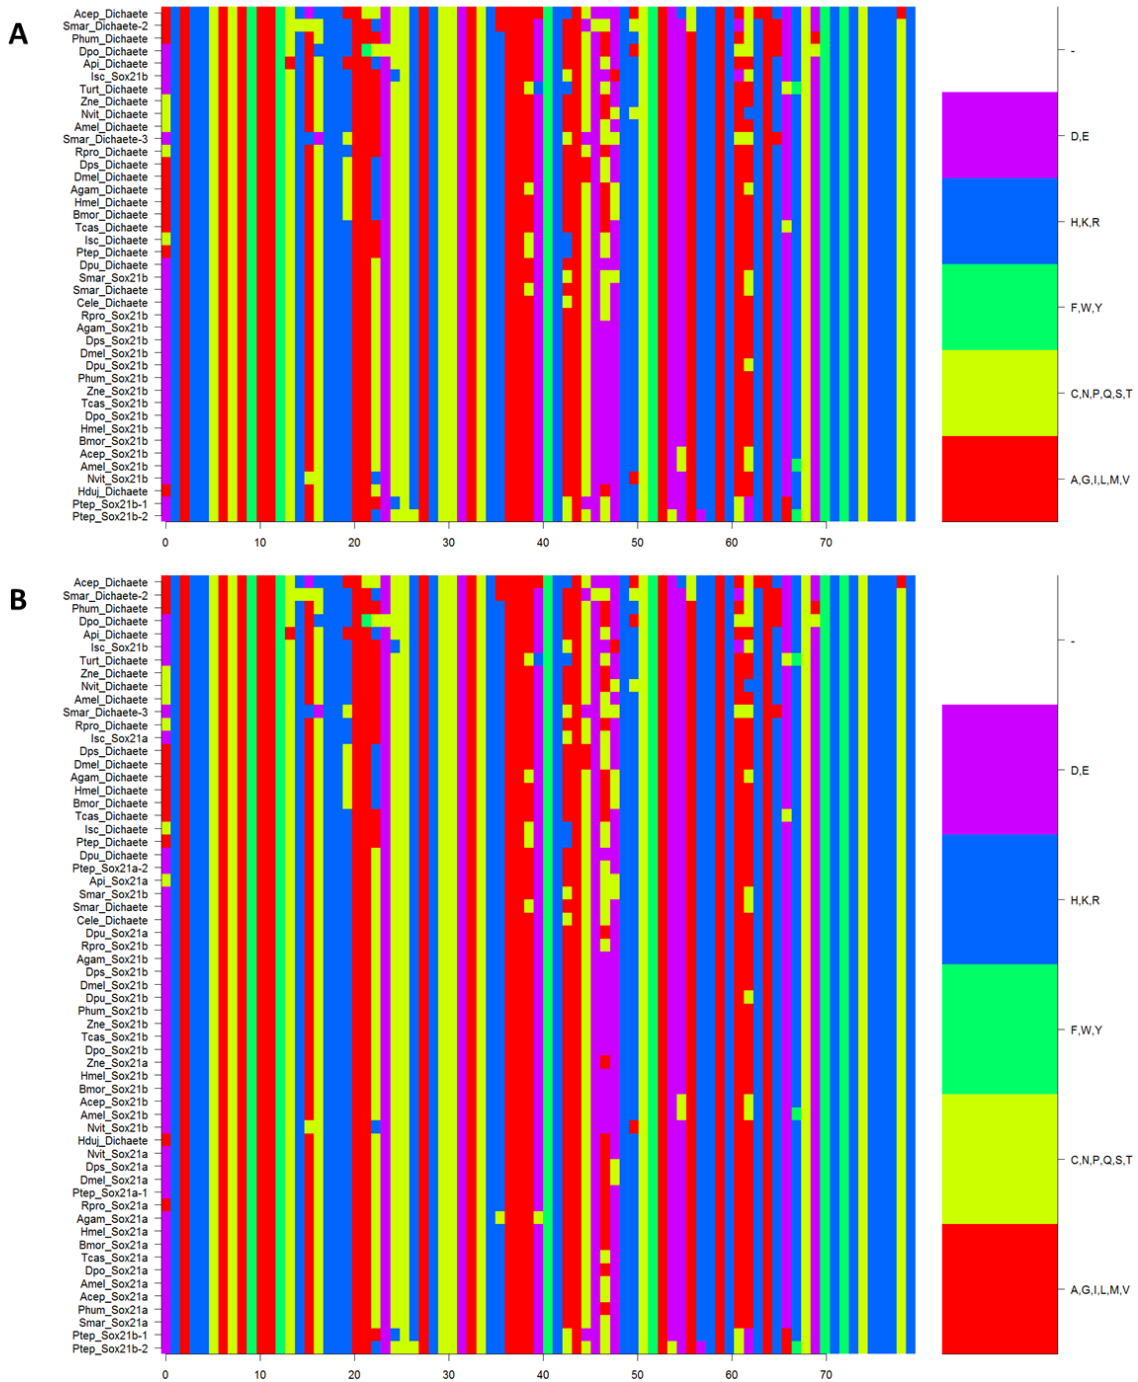 A
Acep_Dichaete
Smar_Dichaete-2
Phum_Dichaete
Dpo_Dichaete
Api_Dichaete
Isc_Sox21b
Turt_Dichaete
Zne_Dichaete
Nvit_Dichaete
Amel_Dichaete
Smar_Dichaete-3
Rpro_Dichaete
Dps_Dichaete
Dmel_Dichaete
Agam_Dichaete
Hmel_Dichaete
Bmor_Dichaete
Tcas_Dichaete
Isc_Dichaete
Ptep_Dichaete
Dpu_Dichaete
Smar_Sox21b
Smar_Dichaete
Cele_Dichaete
Rpro_Sox21b
Agam_Sox21b
Dps_Sox21b
Dmel_Sox21b
Dpu_Sox21b
Phum_Sox21b
Zne_Sox21b
Tcas_Sox21b
Dpo_Sox21b
Hmel_Sox21b
Bmor_Sox21b
Acep_Sox21b
Amel_Sox21b
Nvit_Sox21b
Hduj_Dichaete
Ptep_Sox21b-1
Ptep_Sox21b-2
0 10 20 30 40 50 60 70
-
D,E
H,K,R
F,W,Y
C,N,P,Q,S,T
A,G,I,L,M,V
B
Acep_Dichaete
Smar_Dichaete-2
Phum_Dichaete
Dpo_Dichaete
Api_Dichaete
Isc_Sox21b
Turt_Dichaete
Zne_Dichaete
Nvit_Dichaete
Amel_Dichaete
Smar_Dichaete-3
Rpro_Dichaete
Isc_Sox21a
Dps_Dichaete
Dmel_Dichaete
Agam_Dichaete
Hmel_Dichaete
Bmor_Dichaete
Tcas_Dichaete
Isc_Dichaete
Ptep_Dichaete
Dpu_Dichaete
Ptep_Sox21a-2
Api_Sox21a
Smar_Sox21b
Smar_Dichaete
Cele_Dichaete
Dpu_Sox21a
Rpro_Sox21b
Agam_Sox21b
Dps_Sox21b
Dmel_Sox21b
Dpu_Sox21b
Phum_Sox21b
Zne_Sox21b
Tcas_Sox21b
Dpo_Sox21b
Zne_Sox21a
Hmel_Sox21b
Bmor_Sox21b
Acep_Sox21b
Amel_Sox21b
Nvit_Sox21b
Hduj_Dichaete
Nvit_Sox21a
Dps_Sox21a
Dmel_Sox21a
Ptep_Sox21a-1
Rpro_Sox21a
Agam_Sox21a
Hmel_Sox21a
Bmor_Sox21a
Tcas_Sox21a
Dpo_Sox21a
Amel_Sox21a
Acep_Sox21a
Phum_Sox21a
Smar_Sox21a
Ptep_Sox21b-1
Ptep_Sox21b-2
0 10 20 30 40 50 60 70
-
D,E
H,K,R
F,W,Y
C,N,P,Q,S,T
A,G,I,L,M,V